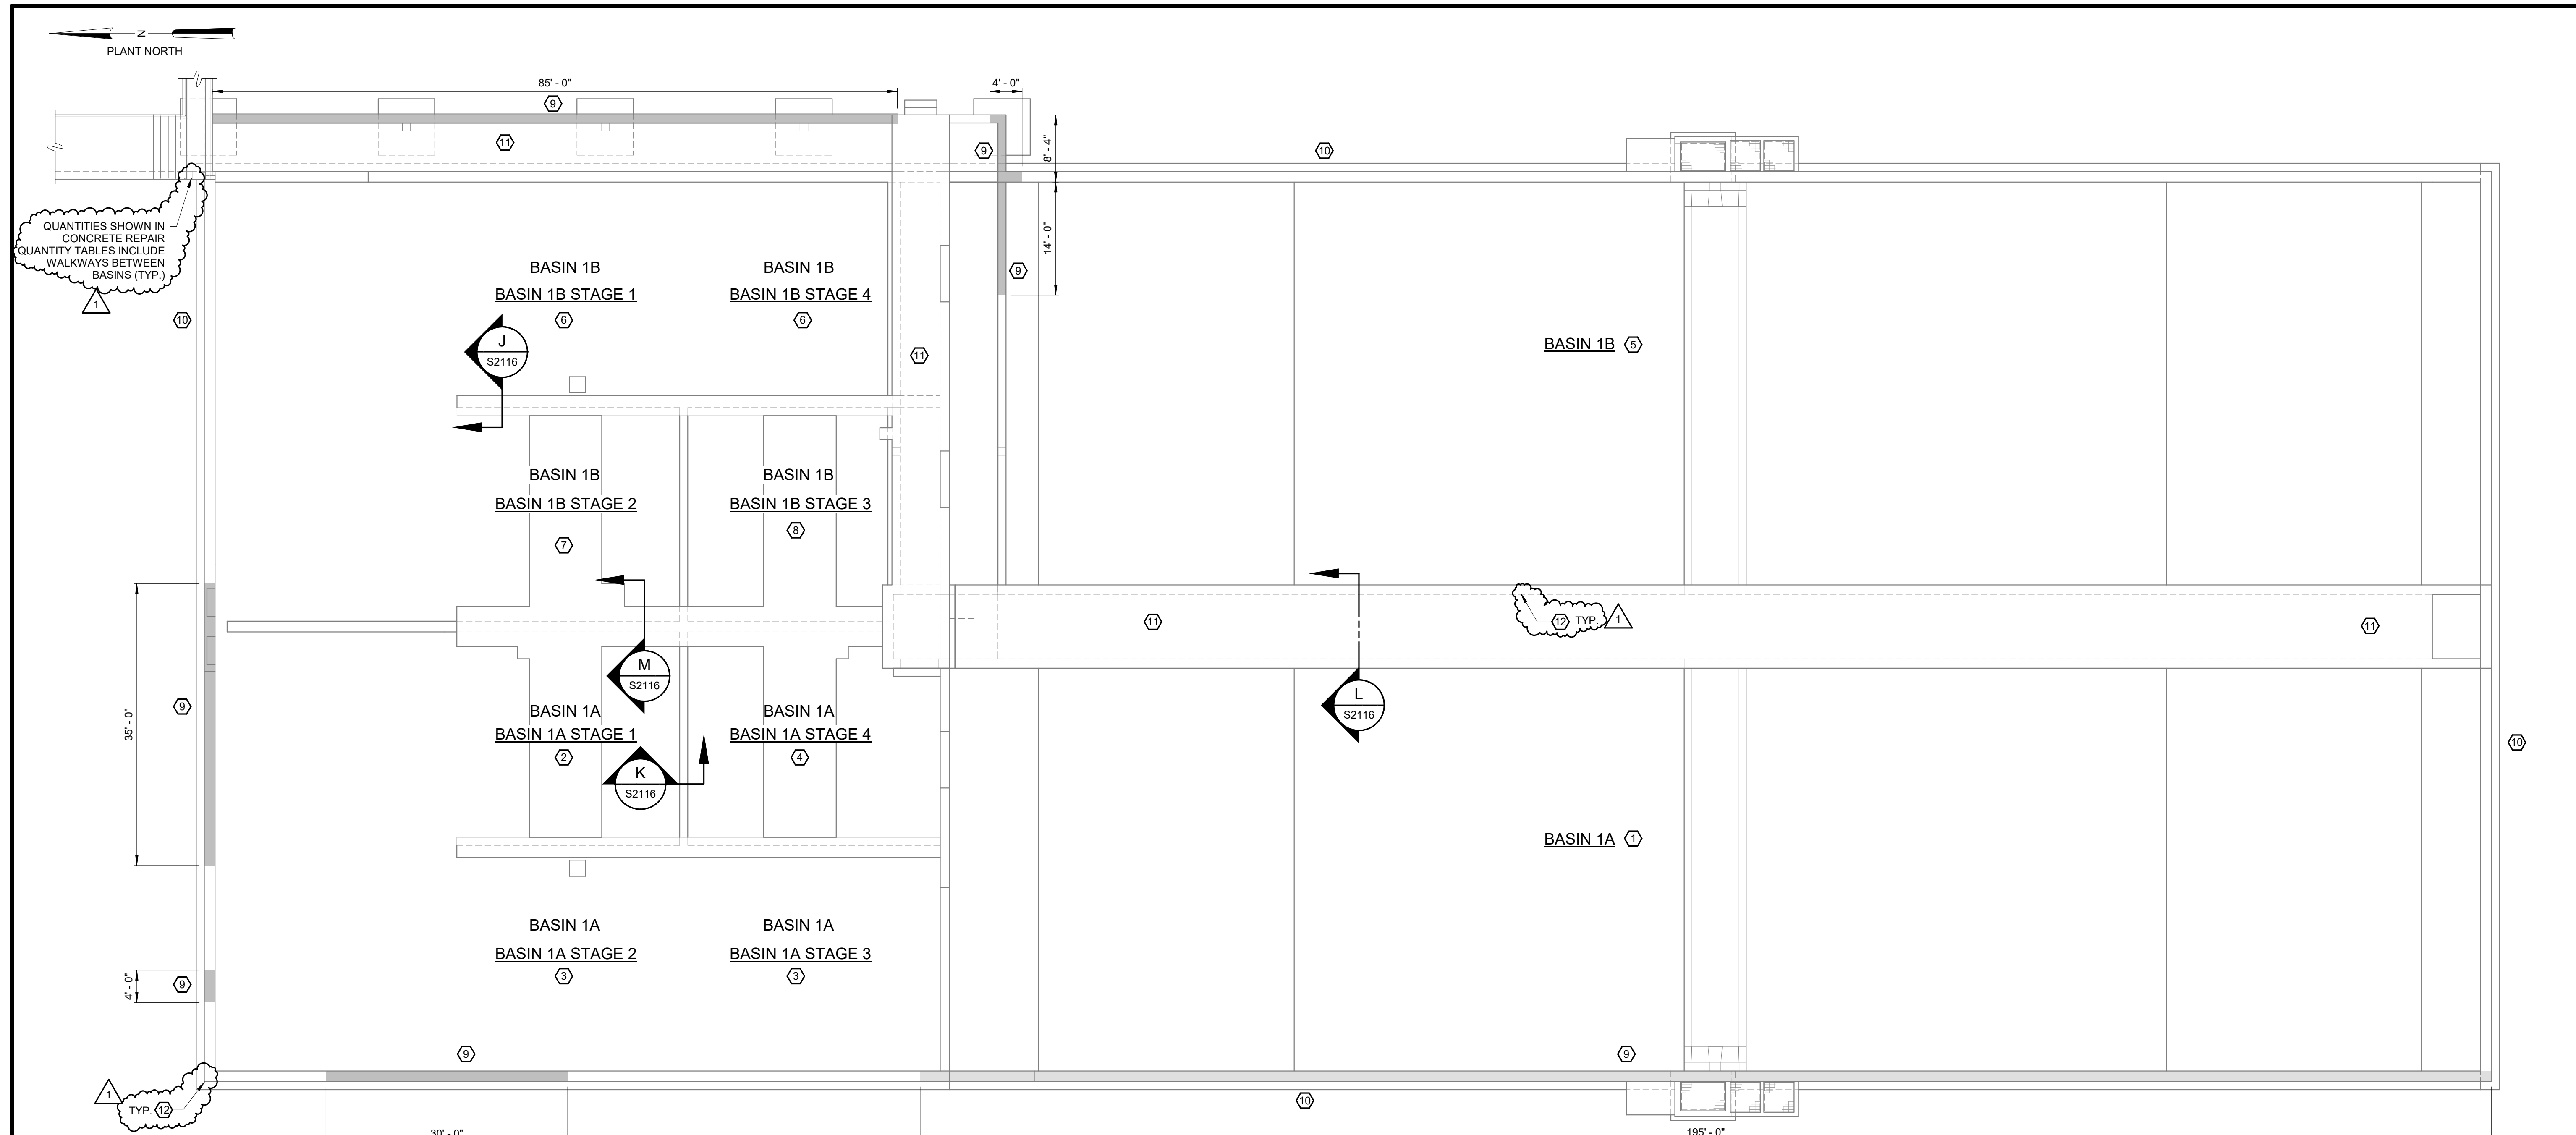 N
PLANT NORTH
85' - 0"
4' - 0"
9
11
9
8' - 4"
10
QUANTITIES SHOWN IN
CONCRETE REPAIR
QUANTITY TABLES INCLUDE
WALKWAYS BETWEEN
BASINS (TYP.)
1
10
14' - 0"
9
BASIN 1B
BASIN 1B STAGE 1
6
BASIN 1B
BASIN 1B STAGE 4
6
J
S2116
11
BASIN 1B
5
BASIN 1B
BASIN 1B STAGE 2
7
BASIN 1B
BASIN 1B STAGE 3
8
11
12
TYP.
1
11
35' - 0"
9
M
S2116
L
S2116
BASIN 1A
BASIN 1A STAGE 1
2
BASIN 1A
BASIN 1A STAGE 4
4
K
S2116
10
BASIN 1A
1
BASIN 1A
BASIN 1A STAGE 2
3
BASIN 1A
BASIN 1A STAGE 3
3
4' - 0"
9
9
9
1
TYP.
12
10
30' - 0"
195' - 0"